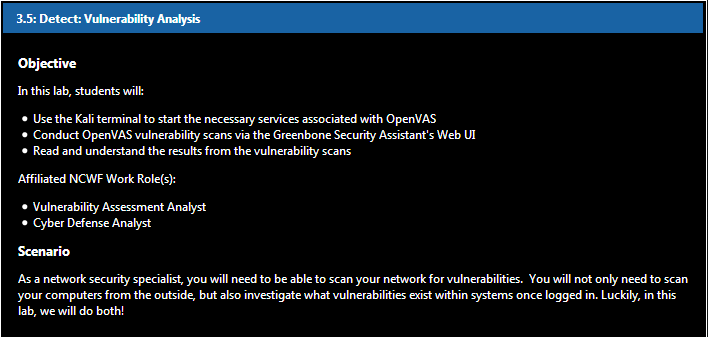 3.5: Detect: Vulnerability Analysis
Objective
In this lab, students will:
• Use the Kali terminal to start the necessary services associated with OpenVAS
• Conduct OpenVAS vulnerability scans via the Greenbone Security Assistant's Web UI
• Read and understand the results from the vulnerability scans
Affiliated NCWF Work Role(s):
• Vulnerability Assessment Analyst
• Cyber Defense Analyst
Scenario
As a network security specialist, you will need to be able to scan your network for vulnerabilities.  You will not only need to scan
your computers from the outside, but also investigate what vulnerabilities exist within systems once logged in. Luckily, in this
lab, we will do both!